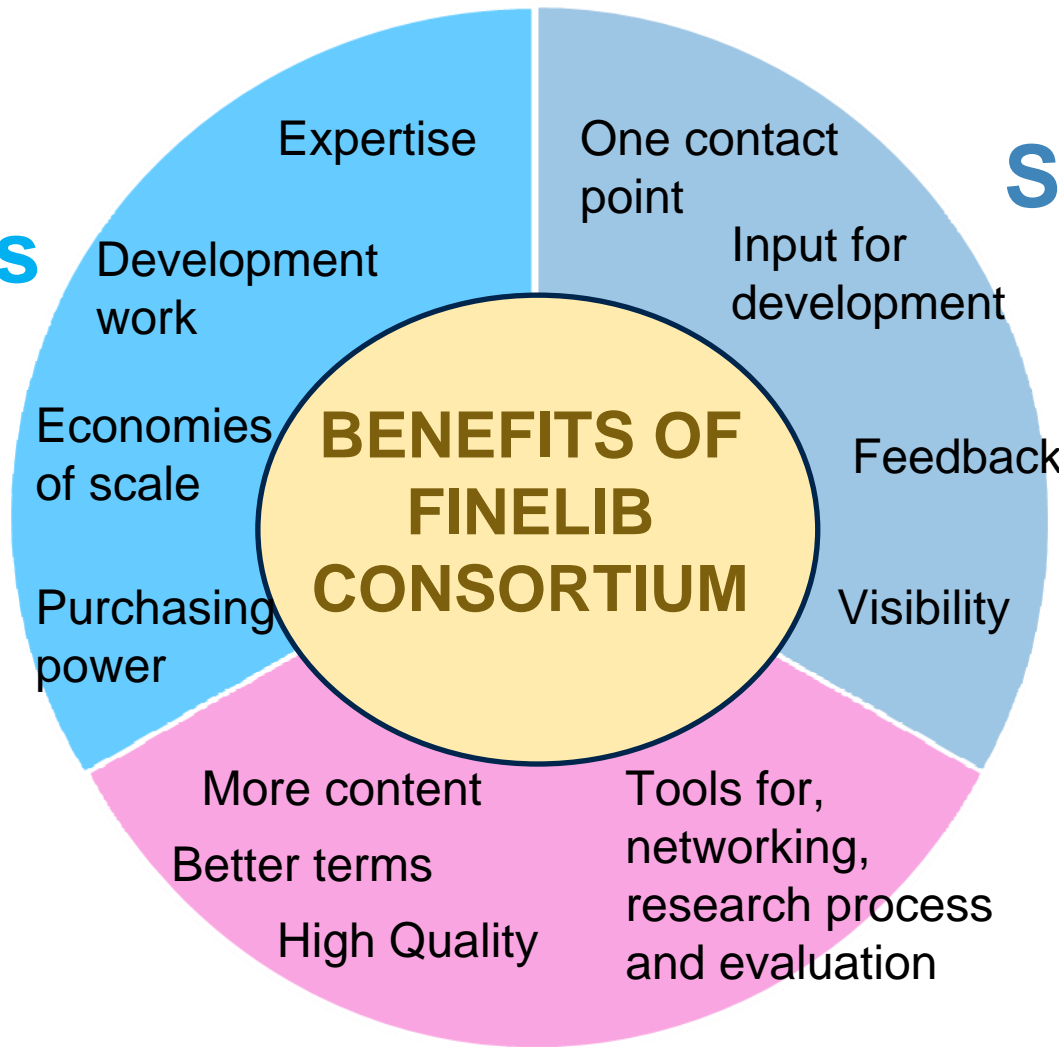 Expertise
Development
work
Economies
of scale
Purchasing
power
One contact
point
Input for
development
Feedback
Visibility
BENEFITS OF
FINELIB
CONSORTIUM
More content
Better terms
High Quality
Tools for,
networking,
research process
and evaluation
s
S